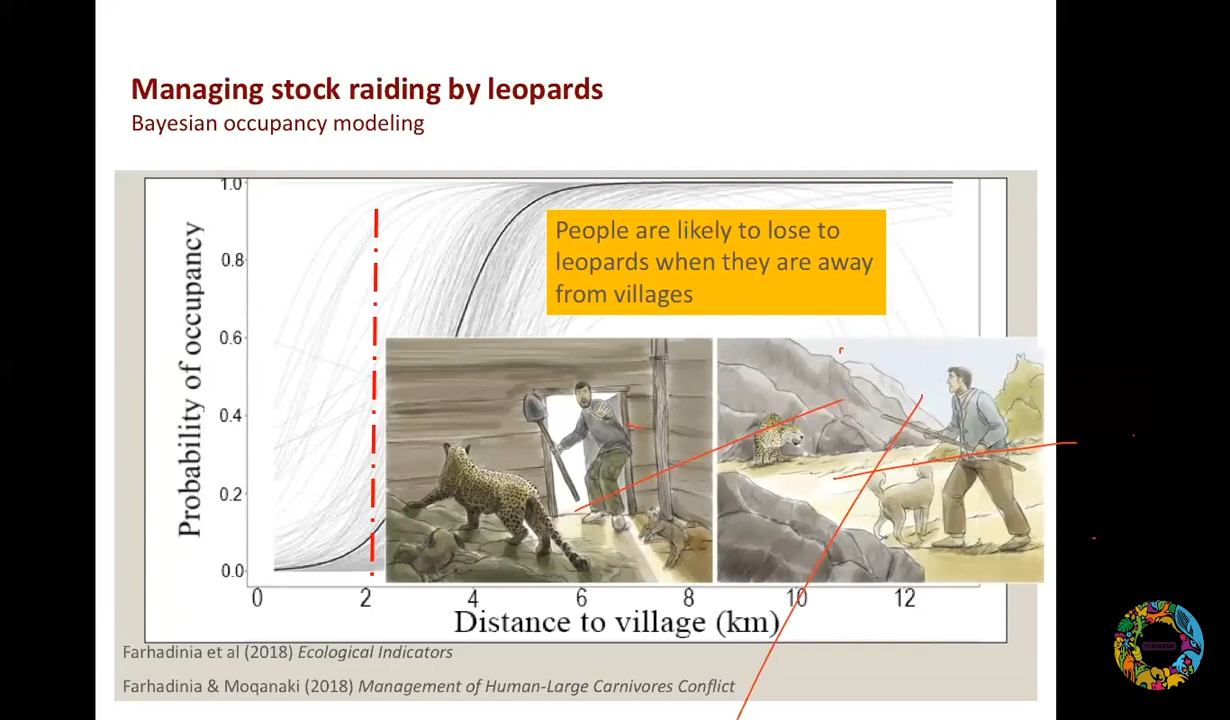 Managing stock raiding by leopards
Bayesian occupancy modeling
1.0
People are likely to lose to
leopards when they are away
from villages
0.8
0.6
0.4
0.2
0.0
Probability of occupancy
0 2 4 6 8 10 12
Distance to village (km)
Farhadinia et al (2018) Ecological Indicators
Farhadinia & Moqanaki (2018) Management of Human-Large Carnivores Conflict
PAKISTAN